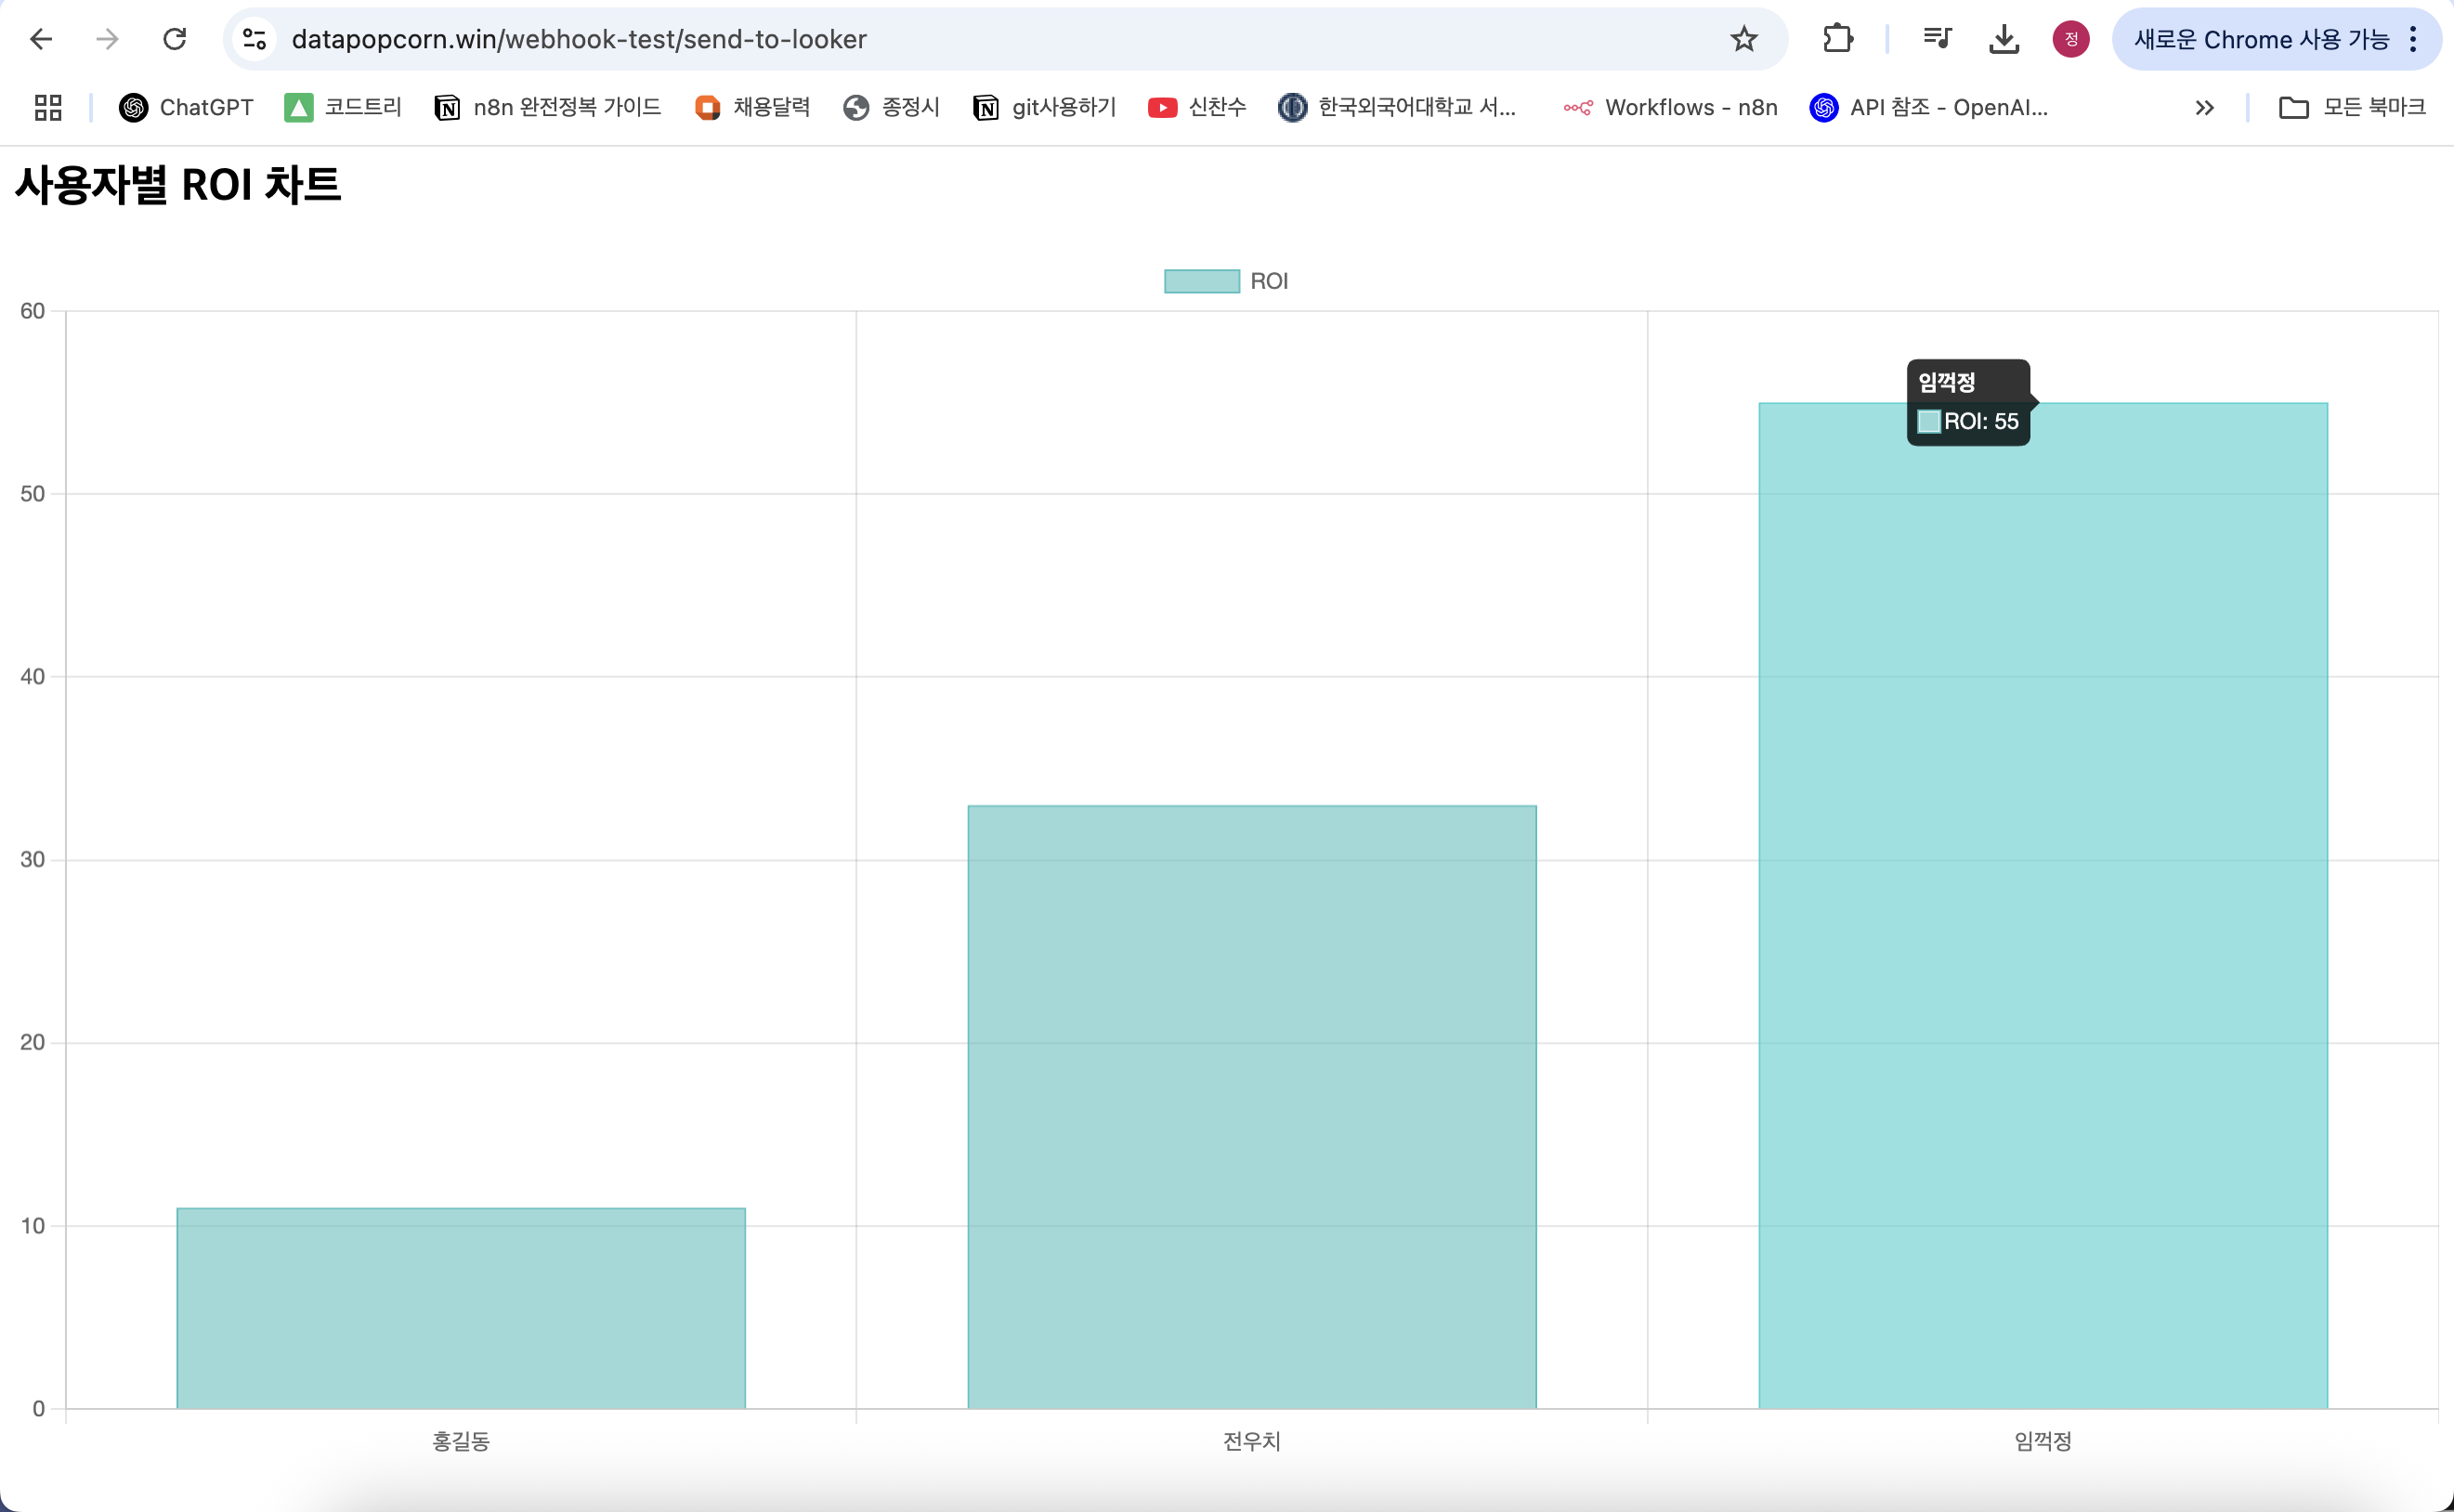 datapopcorn.win/webhook-test/send-to-looker
정
새로운 Chrome 사용 가능
ChatGPT
코드트리
n8n 완전정복 가이드
채용달력
종정시
git사용하기
신찬수
한국외국어대학교 서...
Workflows - n8n
API 참조 - OpenAI...
모든 북마크
사용자별 ROI 차트
ROI
60
50
40
30
20
10
0
임꺽정
ROI: 55
홍길동
전우치
임꺽정